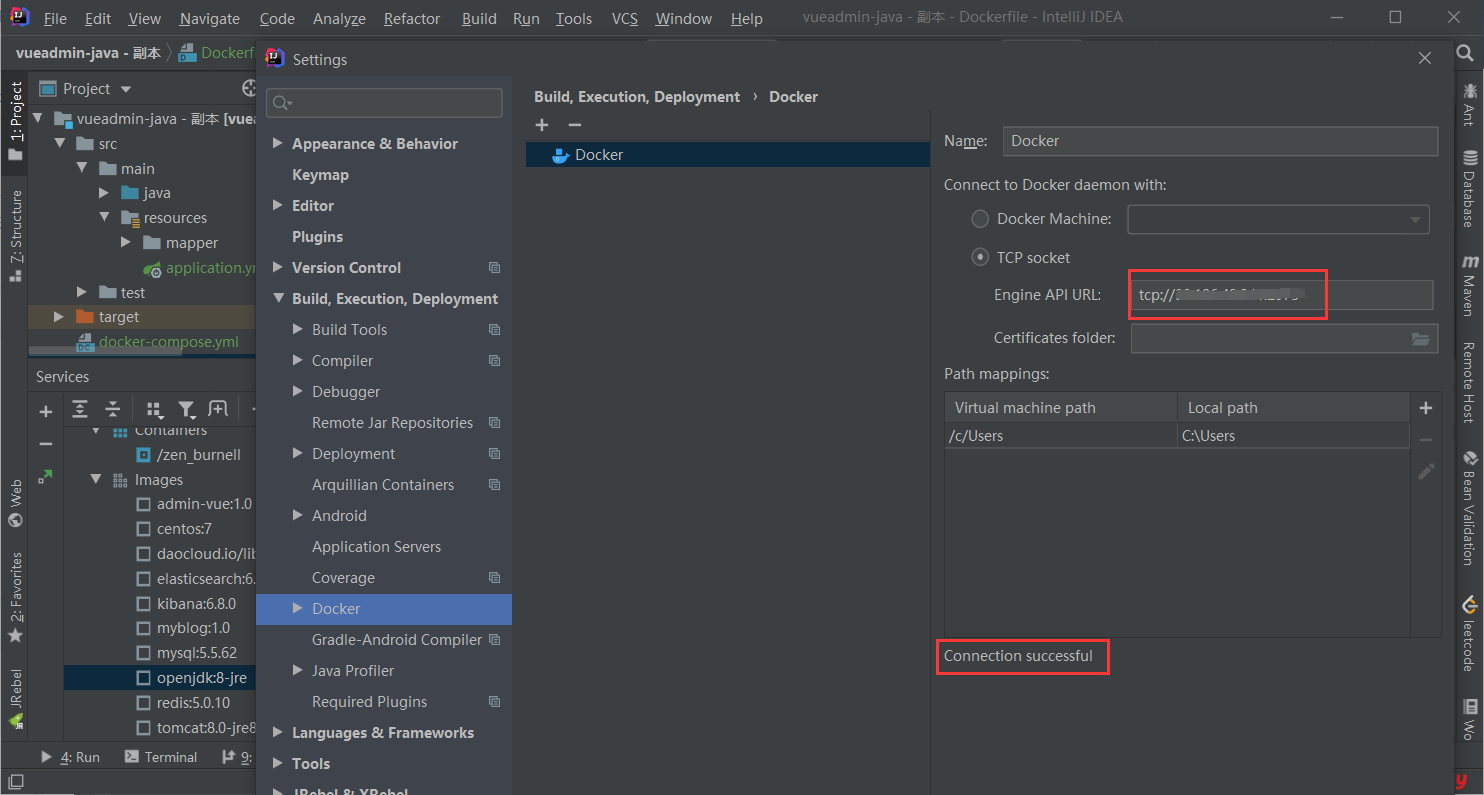 File Edit View Navigate Code Analyze Refactor Build Run Tools VCS Window Help vueadmin-java - 副本 - Dockerfile - IntelliJ IDEA
vueadmin-java - 副本 Dockerf
1: Project
7: Structure
Web
2: Favorites
JRebel
Project
vueadmin-java - 副本 [vuea
src
main
java
resources
mapper
application.y
test
target
docker-compose.yml
Services
Containers
/zen_burnell
Images
admin-vue:1.0
centos:7
daocloud.io/lib
elasticsearch:6.
kibana:6.8.0
myblog:1.0
mysql:5.5.62
openjdk:8-jre
redis:5.0.10
tomcat:8.0-jre8
4: Run Terminal 9:
Settings
Appearance & Behavior
Keymap
Editor
Plugins
Version Control
Build, Execution, Deployment
Build Tools
Compiler
Debugger
Remote Jar Repositories
Deployment
Arquillian Containers
Android
Application Servers
Coverage
Docker
Gradle-Android Compiler
Java Profiler
Required Plugins
Languages & Frameworks
Tools
JRebel & XRebel
Build, Execution, Deployment › Docker
Docker
Name: Docker
Connect to Docker daemon with:
Docker Machine:
TCP socket
Engine API URL: tcp://
Certificates folder:
Path mappings:
Virtual machine path Local path
/c/Users C:\Users
Connection successful
Ant
Database
Maven
Remote Host
Bean Validation
leetcode
Wo